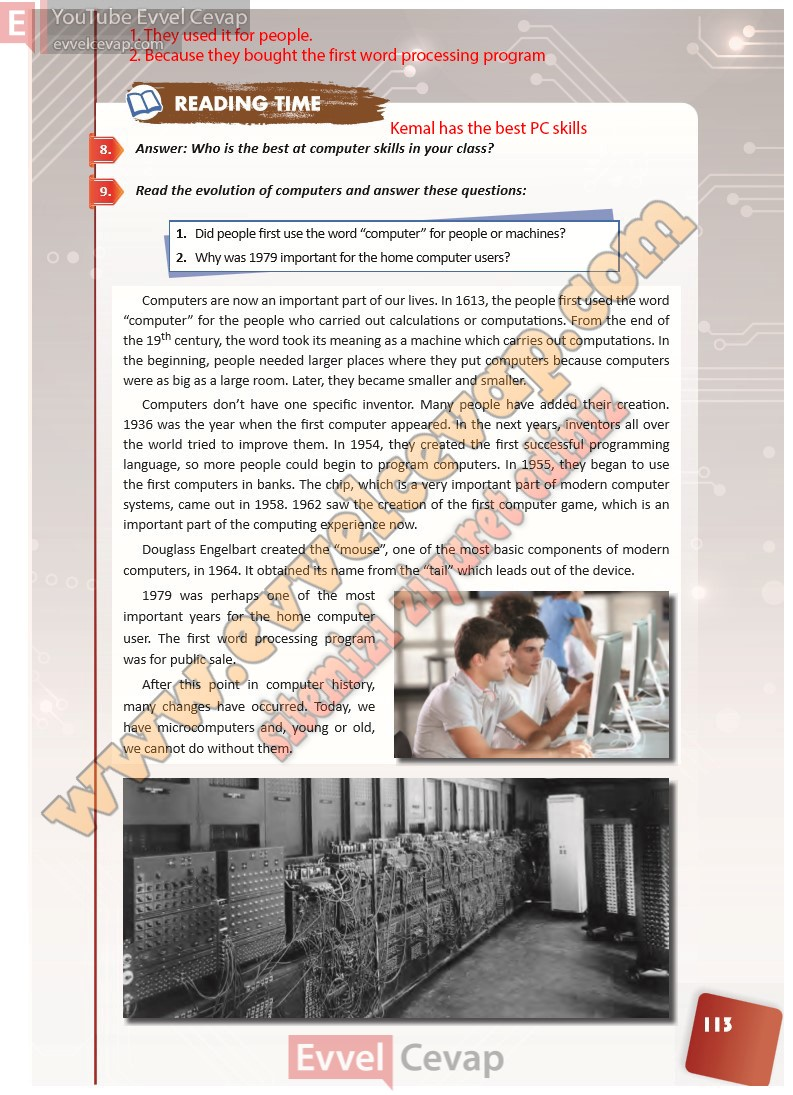 YouTube Evvel Cevap
E
evvelcevap.com
1. They used it for people.
2. Because they bought the first word processing program
READING TIME
Kemal has the best PC skills
8. Answer: Who is the best at computer skills in your class?
9. Read the evolution of computers and answer these questions:
1. Did people first use the word “computer” for people or machines?
2. Why was 1979 important for the home computer users?
Computers are now an important part of our lives. In 1613, the people first used the word
“computer” for the people who carried out calculations or computations. From the end of
the 19th century, the word took its meaning as a machine which carries out computations. In
the beginning, people needed larger places where they put computers because computers
were as big as a large room. Later, they became smaller and smaller.
Computers don’t have one specific inventor. Many people have added their creation.
1936 was the year when the first computer appeared. In the next years, inventors all over
the world tried to improve them. In 1954, they created the first successful programming
language, so more people could begin to program computers. In 1955, they began to use
the first computers in banks. The chip, which is a very important part of modern computer
systems, came out in 1958. 1962 saw the creation of the first computer game, which is an
important part of the computing experience now.
Douglass Engelbart created the “mouse”, one of the most basic components of modern
computers, in 1964. It obtained its name from the “tail” which leads out of the device.
1979 was perhaps one of the most
important years for the home computer
user. The first word processing program
was for public sale.
After this point in computer history,
many changes have occurred. Today, we
have microcomputers and, young or old,
we cannot do without them.
www.evvelcevap.com
sitemizi ziyaret ediniz
113
Evvel Cevap